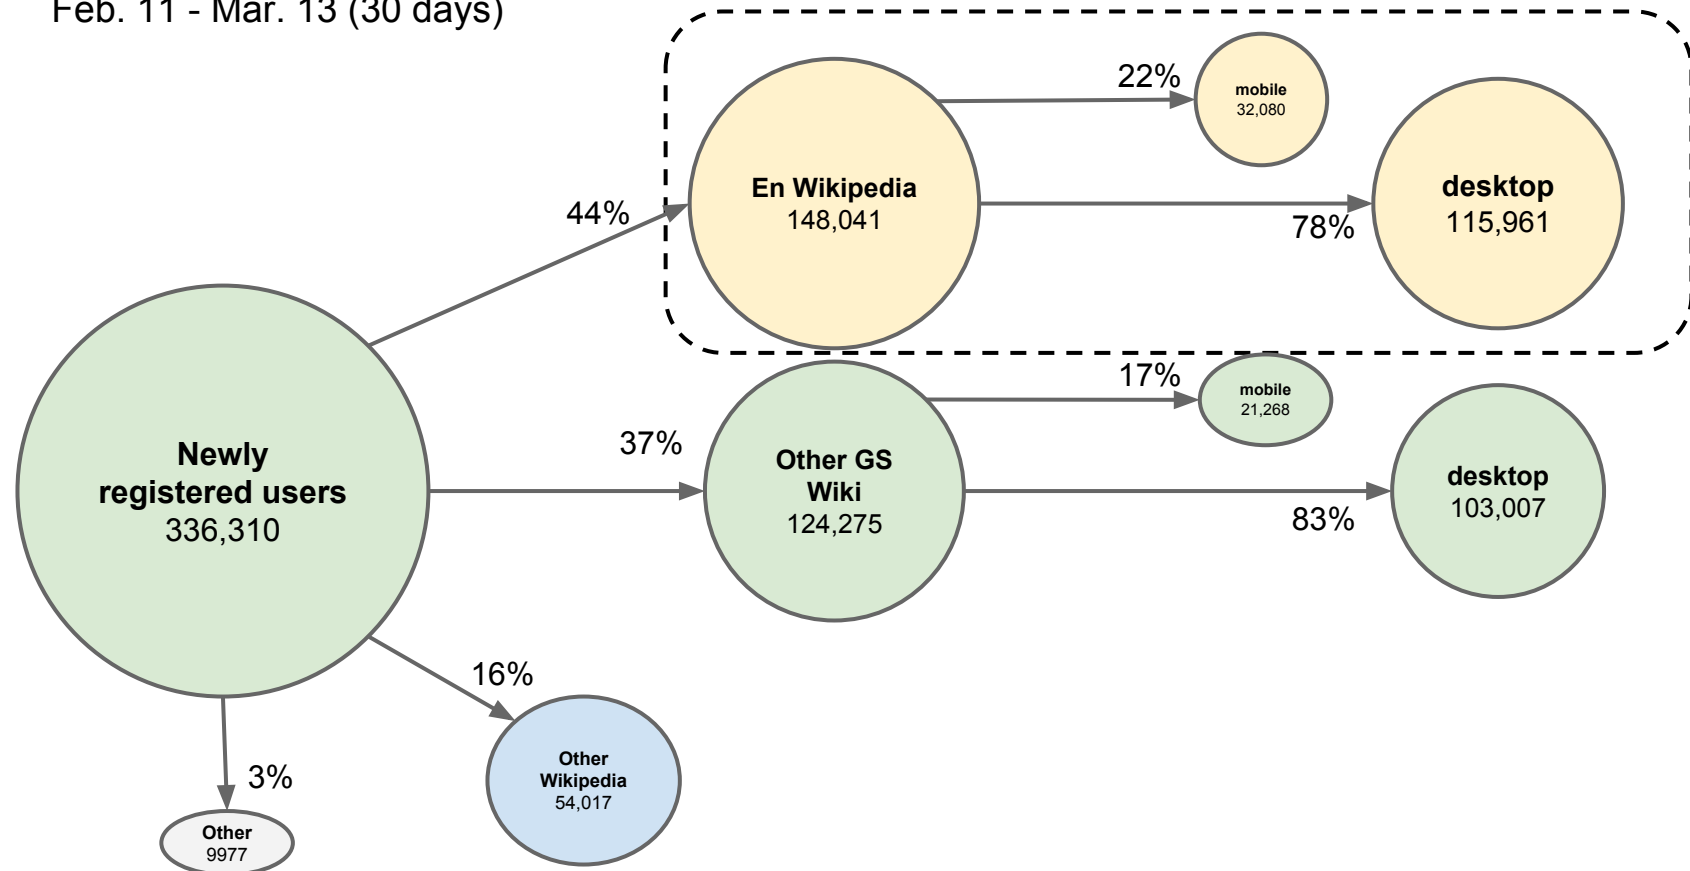 Feb. 11 - Mar. 13 (30 days)
22%
mobile
32,080
En Wikipedia
148,041
desktop
115,961
44%
78%
17%
mobile
21,268
37%
Newly
registered users
336,310
Other GS
Wiki
124,275
desktop
103,007
83%
16%
3%
Other
Wikipedia
54,017
Other
9977